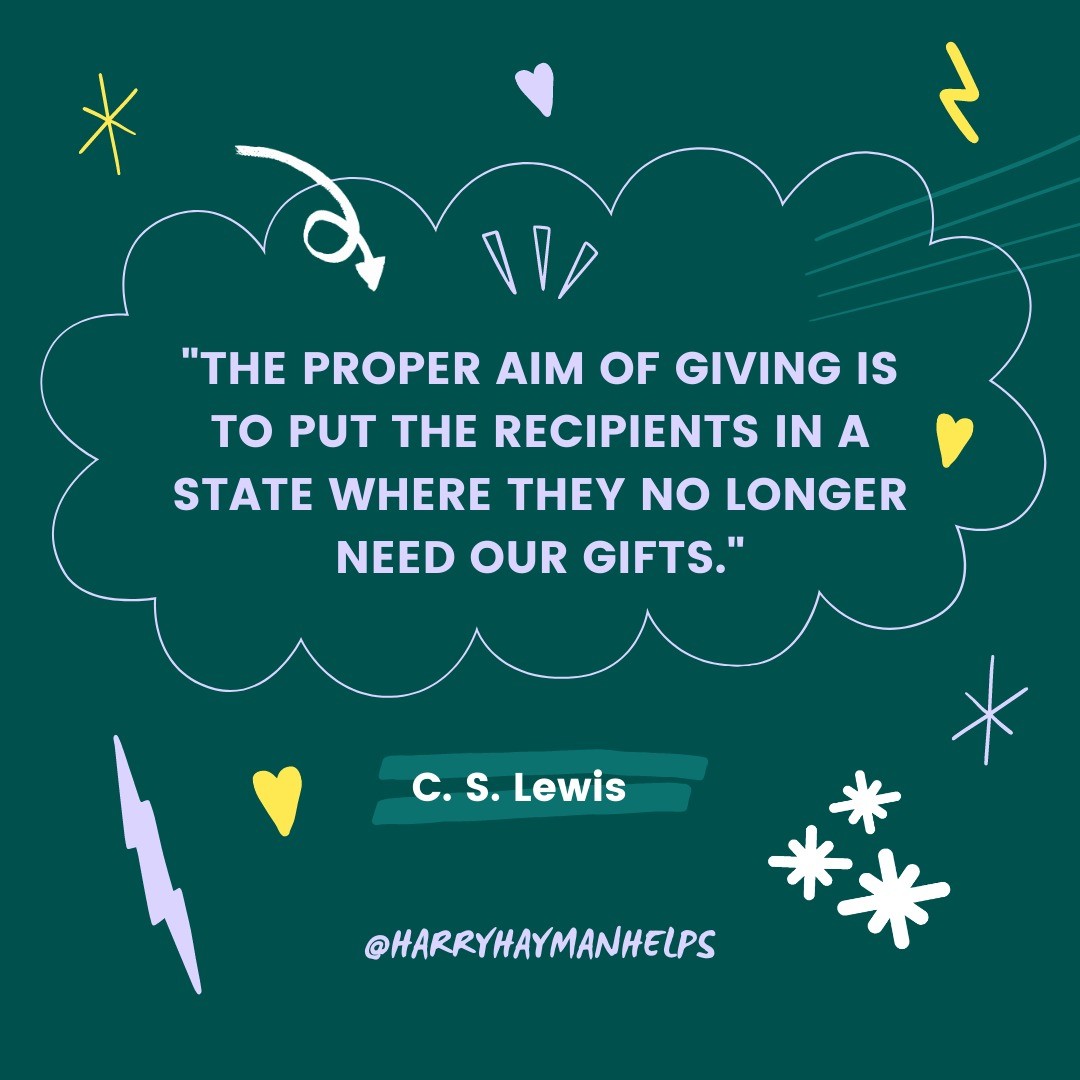 "THE PROPER AIM OF GIVING IS
TO PUT THE RECIPIENTS IN A
STATE WHERE THEY NO LONGER
NEED OUR GIFTS."
C. S. Lewis
@HARRYHAYMANHELPS